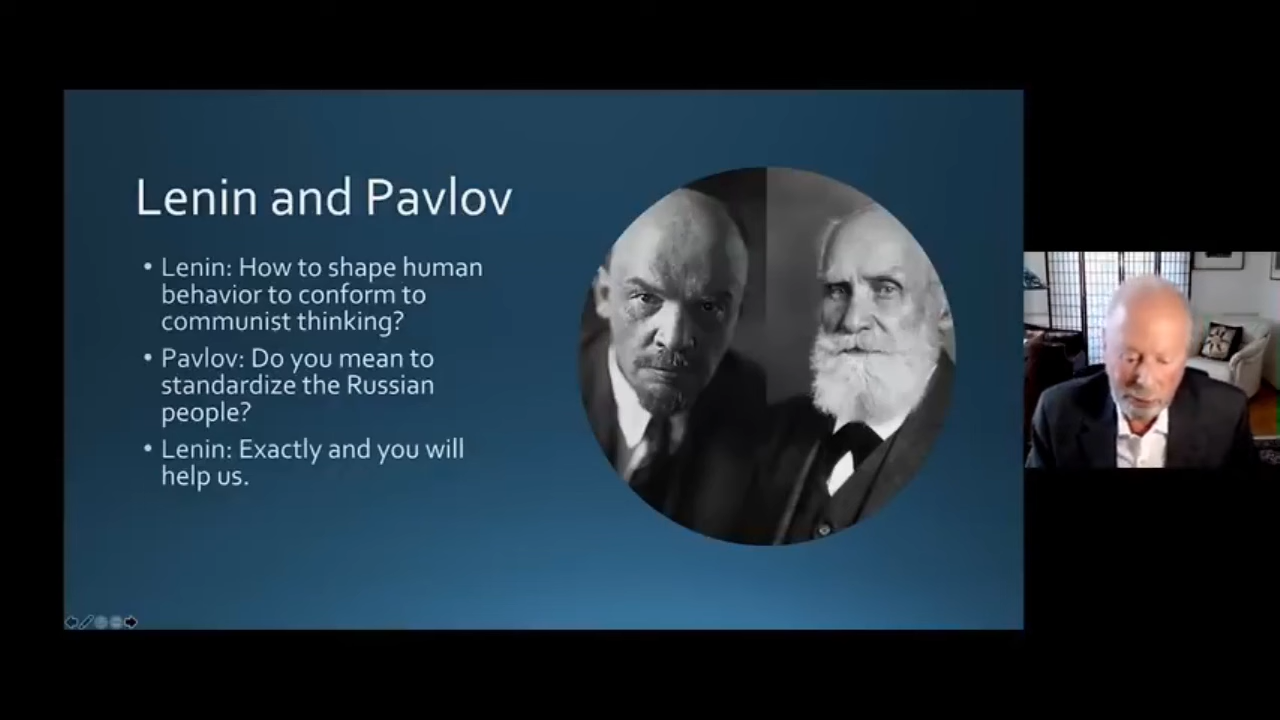 Lenin and Pavlov
• Lenin: How to shape human
behavior to conform to
communist thinking?
• Pavlov: Do you mean to
standardize the Russian
people?
• Lenin: Exactly and you will
help us.